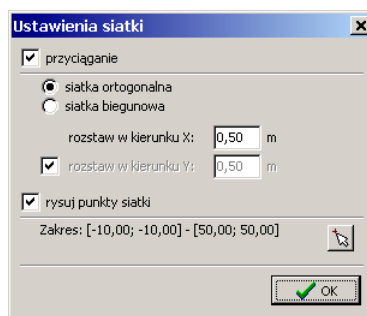 Ustawienia siatki
przyciąganie
siatka ortogonalna
siatka biegunowa
rozstaw w kierunku X: 0,50 m
rozstaw w kierunku Y: 0,50 m
rysuj punkty siatki
Zakres: [-10,00; -10,00] - [50,00; 50,00]
OK